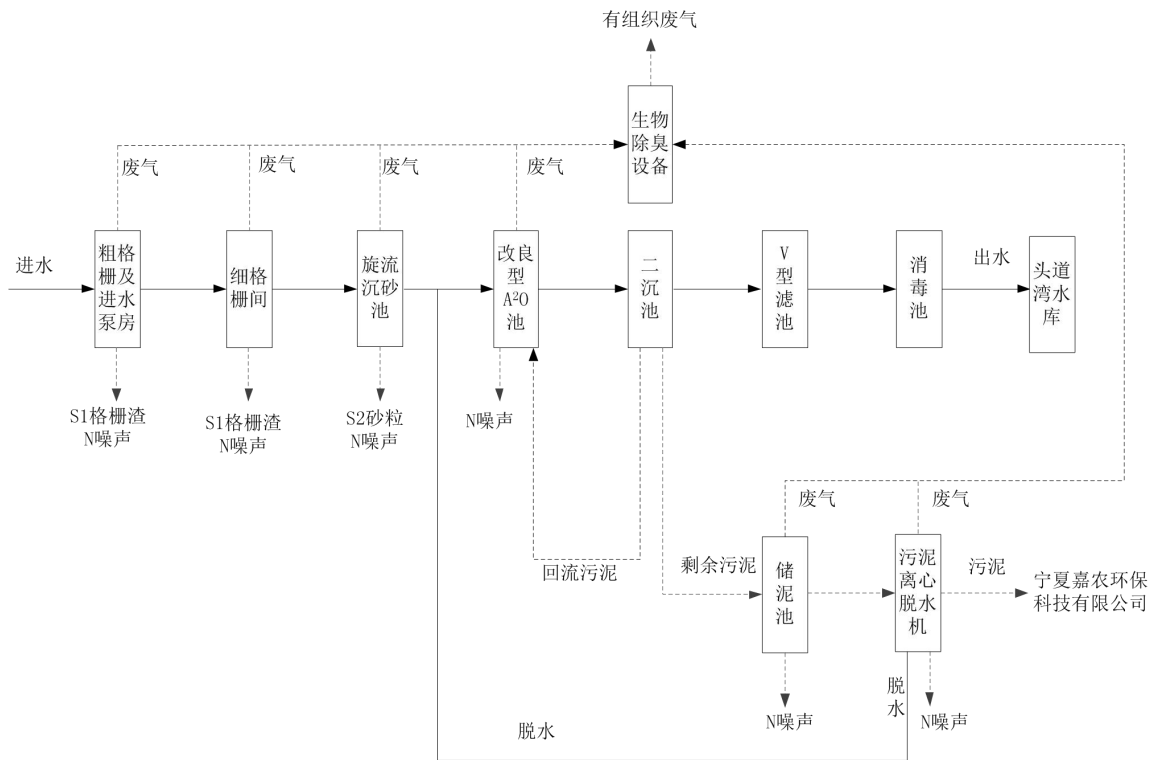 有组织废气
生物
除臭
设备
废气
废气
废气
废气
进水
粗格
栅及
进水
泵房
细格
栅间
旋流
沉砂
池
改良
型
A²O
池
二
沉
池
V
型
滤
池
消
毒
池
出水
头道
湾水
库
S1格栅渣
N噪声
S1格栅渣
N噪声
S2砂粒
N噪声
N噪声
废气
废气
回流污泥
剩余污泥
储
泥
池
污泥
离心
脱水
机
污泥
宁夏嘉农环保
科技有限公司
脱
水
N噪声
N噪声
脱水